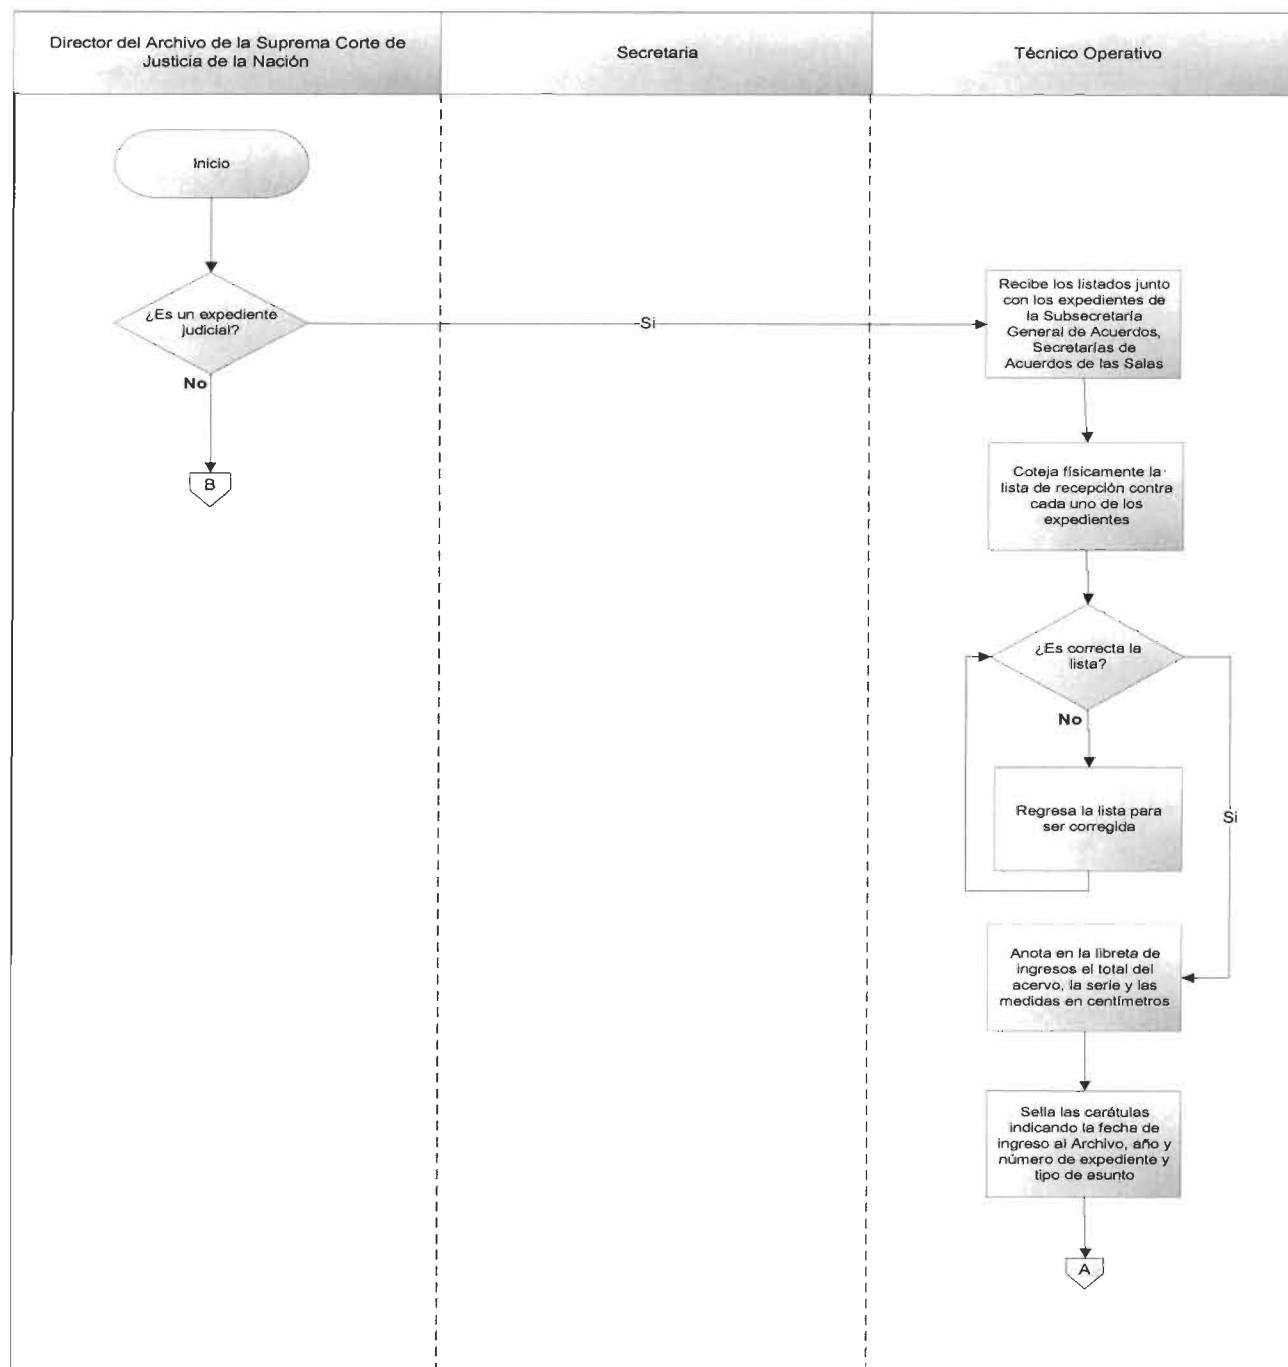 Director del Archivo de la Suprema Corte de
Justicia de la Nación
Secretaria
Técnico Operativo
Inicio
¿Es un expediente
judicial?
Si
No
B
Recibe los listados junto
con los expedientes de
la Subsecretaría
General de Acuerdos,
Secretarías de
Acuerdos de las Salas
Coteja físicamente la
lista de recepción contra
cada uno de los
expedientes
¿Es correcta la
lista?
No
Regresa la lista para
ser corregida
Si
Anota en la libreta de
ingresos el total del
acervo, la serie y las
medidas en centímetros
Sella las carátulas
indicando la fecha de
ingreso al Archivo, año y
número de expediente y
tipo de asunto
A